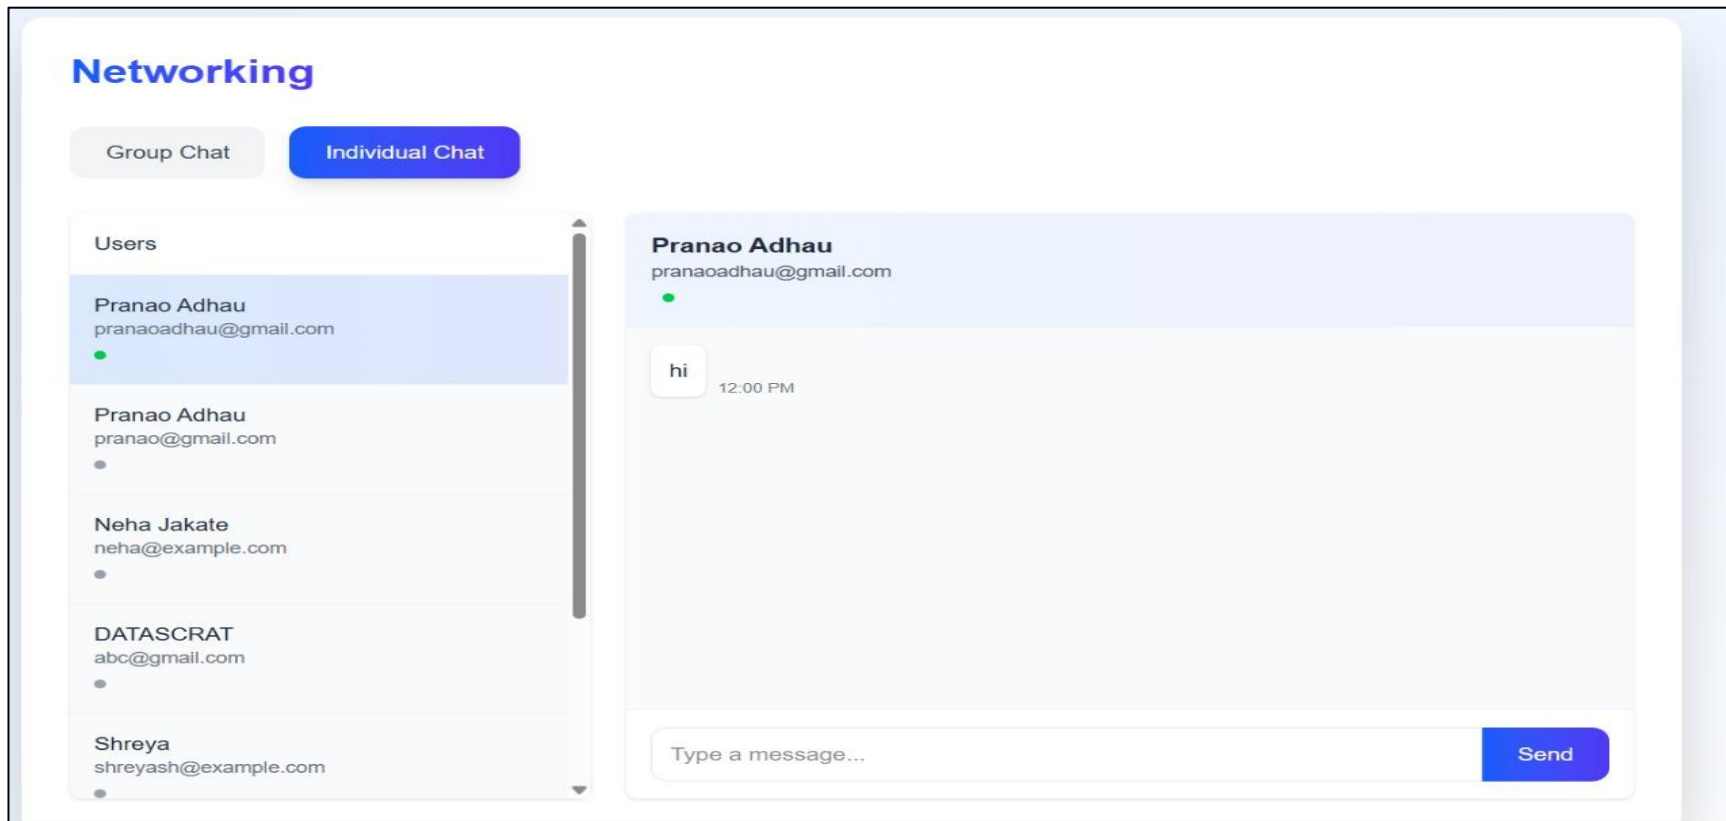 Networking
Group Chat
Individual Chat
Users
Pranao Adhau
pranaoadhau@gmail.com
Pranao Adhau
pranao@gmail.com
Neha Jakate
neha@example.com
DATASCRAT
abc@gmail.com
Shreya
shreyash@example.com
Pranao Adhau
pranaoadhau@gmail.com
hi
12:00 PM
Type a message...
Send